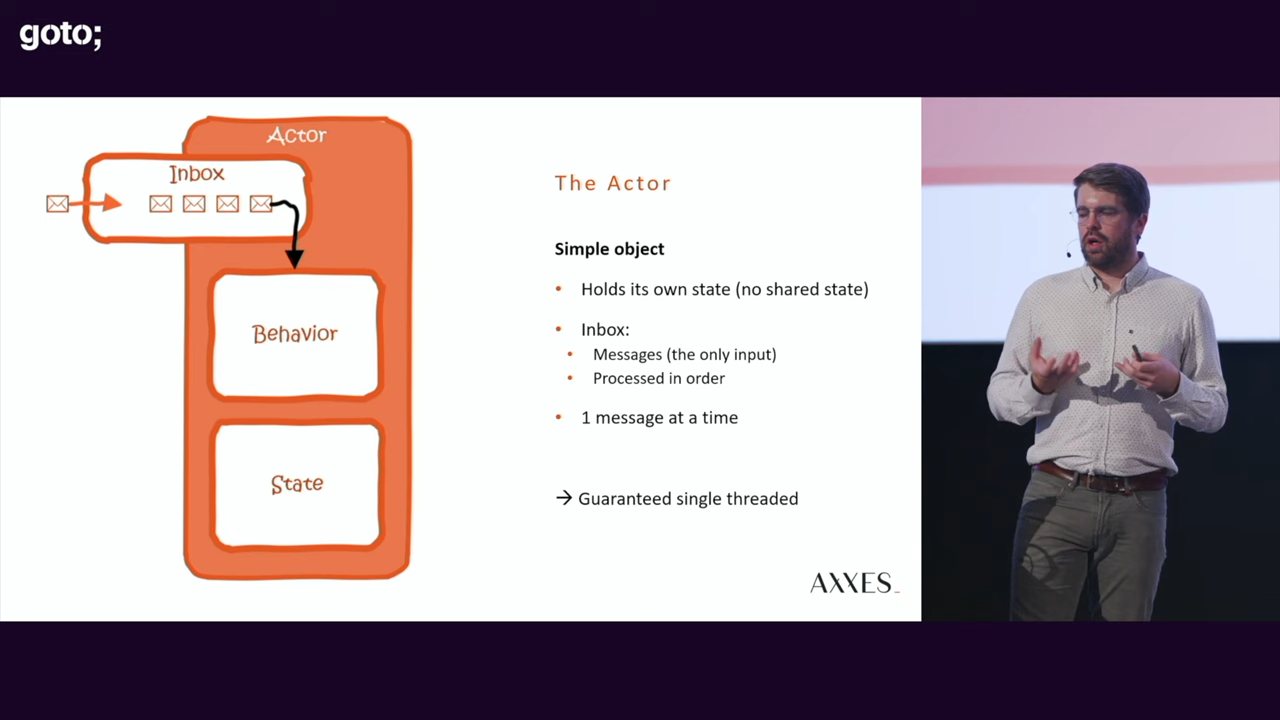 goto;
Actor
Inbox
Behavior
State
The Actor
Simple object
• Holds its own state (no shared state)
• Inbox:
• Messages (the only input)
• Processed in order
• 1 message at a time
→ Guaranteed single threaded
AXXES_